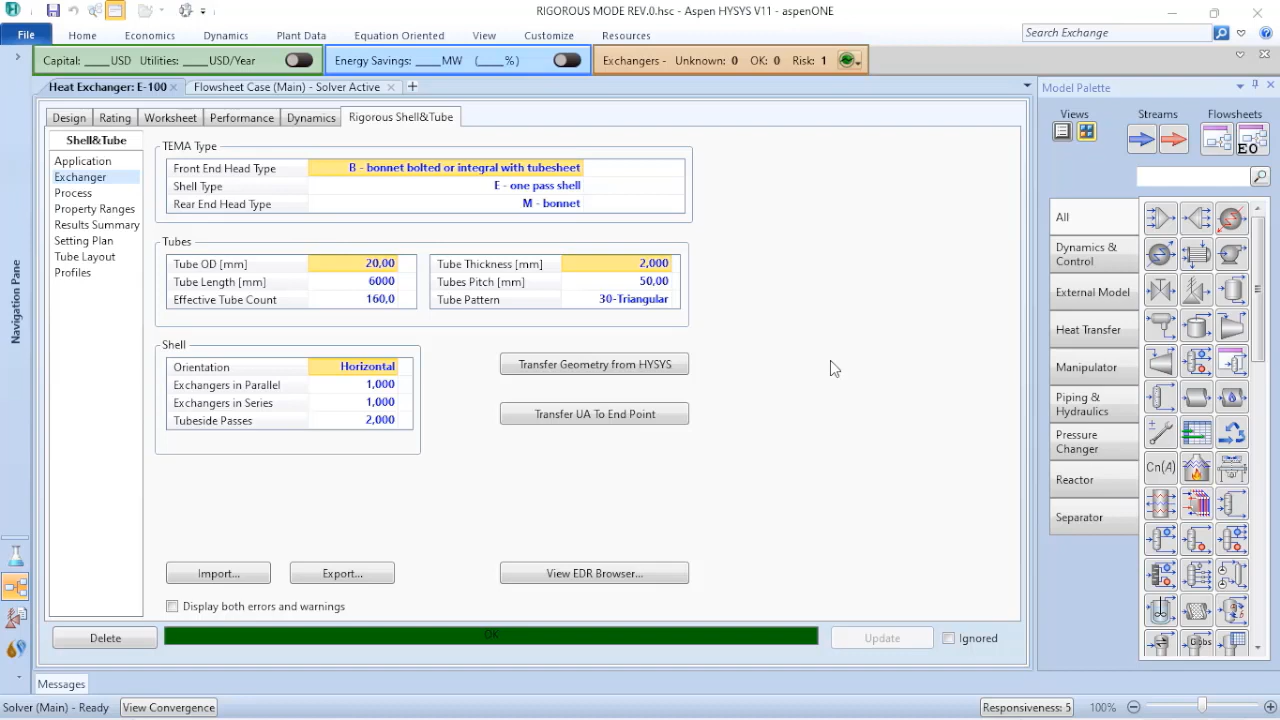 RIGOROUS MODE REV.0.hsc - Aspen HYSYS V11 - aspenONE
File Home Economics Dynamics Plant Data Equation Oriented View Customize Resources Search Exchange
Capital: ____USD Utilities: ____USD/Year Energy Savings: ____MW (____%) Exchangers - Unknown: 0 OK: 0 Risk: 1
Heat Exchanger: E-100 Flowsheet Case (Main) - Solver Active
Model Palette
Design Rating Worksheet Performance Dynamics Rigorous Shell&Tube
Views Streams Flowsheets
EO
Shell&Tube
Application
Exchanger
Process
Property Ranges
Results Summary
Setting Plan
Tube Layout
Profiles
TEMA Type
Front End Head Type B - bonnet bolted or integral with tubesheet
Shell Type E - one pass shell
Rear End Head Type M - bonnet
Tubes
Tube OD [mm] 20,00 Tube Thickness [mm] 2,000
Tube Length [mm] 6000 Tubes Pitch [mm] 50,00
Effective Tube Count 160,0 Tube Pattern 30-Triangular
Shell
Orientation Horizontal
Exchangers in Parallel 1,000
Exchangers in Series 1,000
Tubeside Passes 2,000
Transfer Geometry from HYSYS
Transfer UA To End Point
Import... Export... View EDR Browser...
Display both errors and warnings
Delete OK Update Ignored
Navigation Pane
All
Dynamics & Control
External Model
Heat Transfer
Manipulator
Piping & Hydraulics
Pressure Changer
Reactor
Separator
Cn(A)
Gibbs
Messages
Solver (Main) - Ready View Convergence Responsiveness: 5 100%